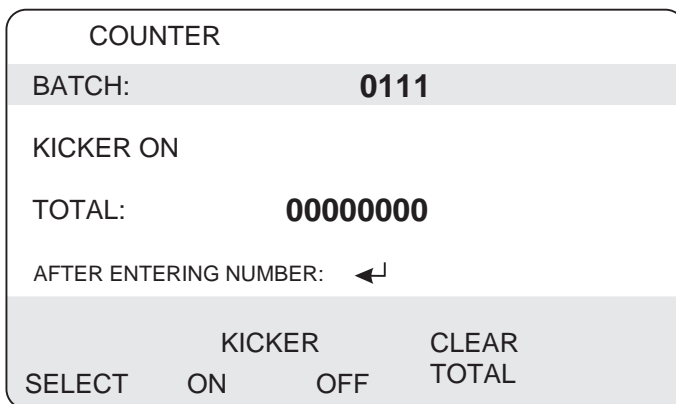 COUNTER
BATCH: 0111
KICKER ON
TOTAL: 00000000
AFTER ENTERING NUMBER:
KICKER CLEAR
SELECT ON OFF TOTAL